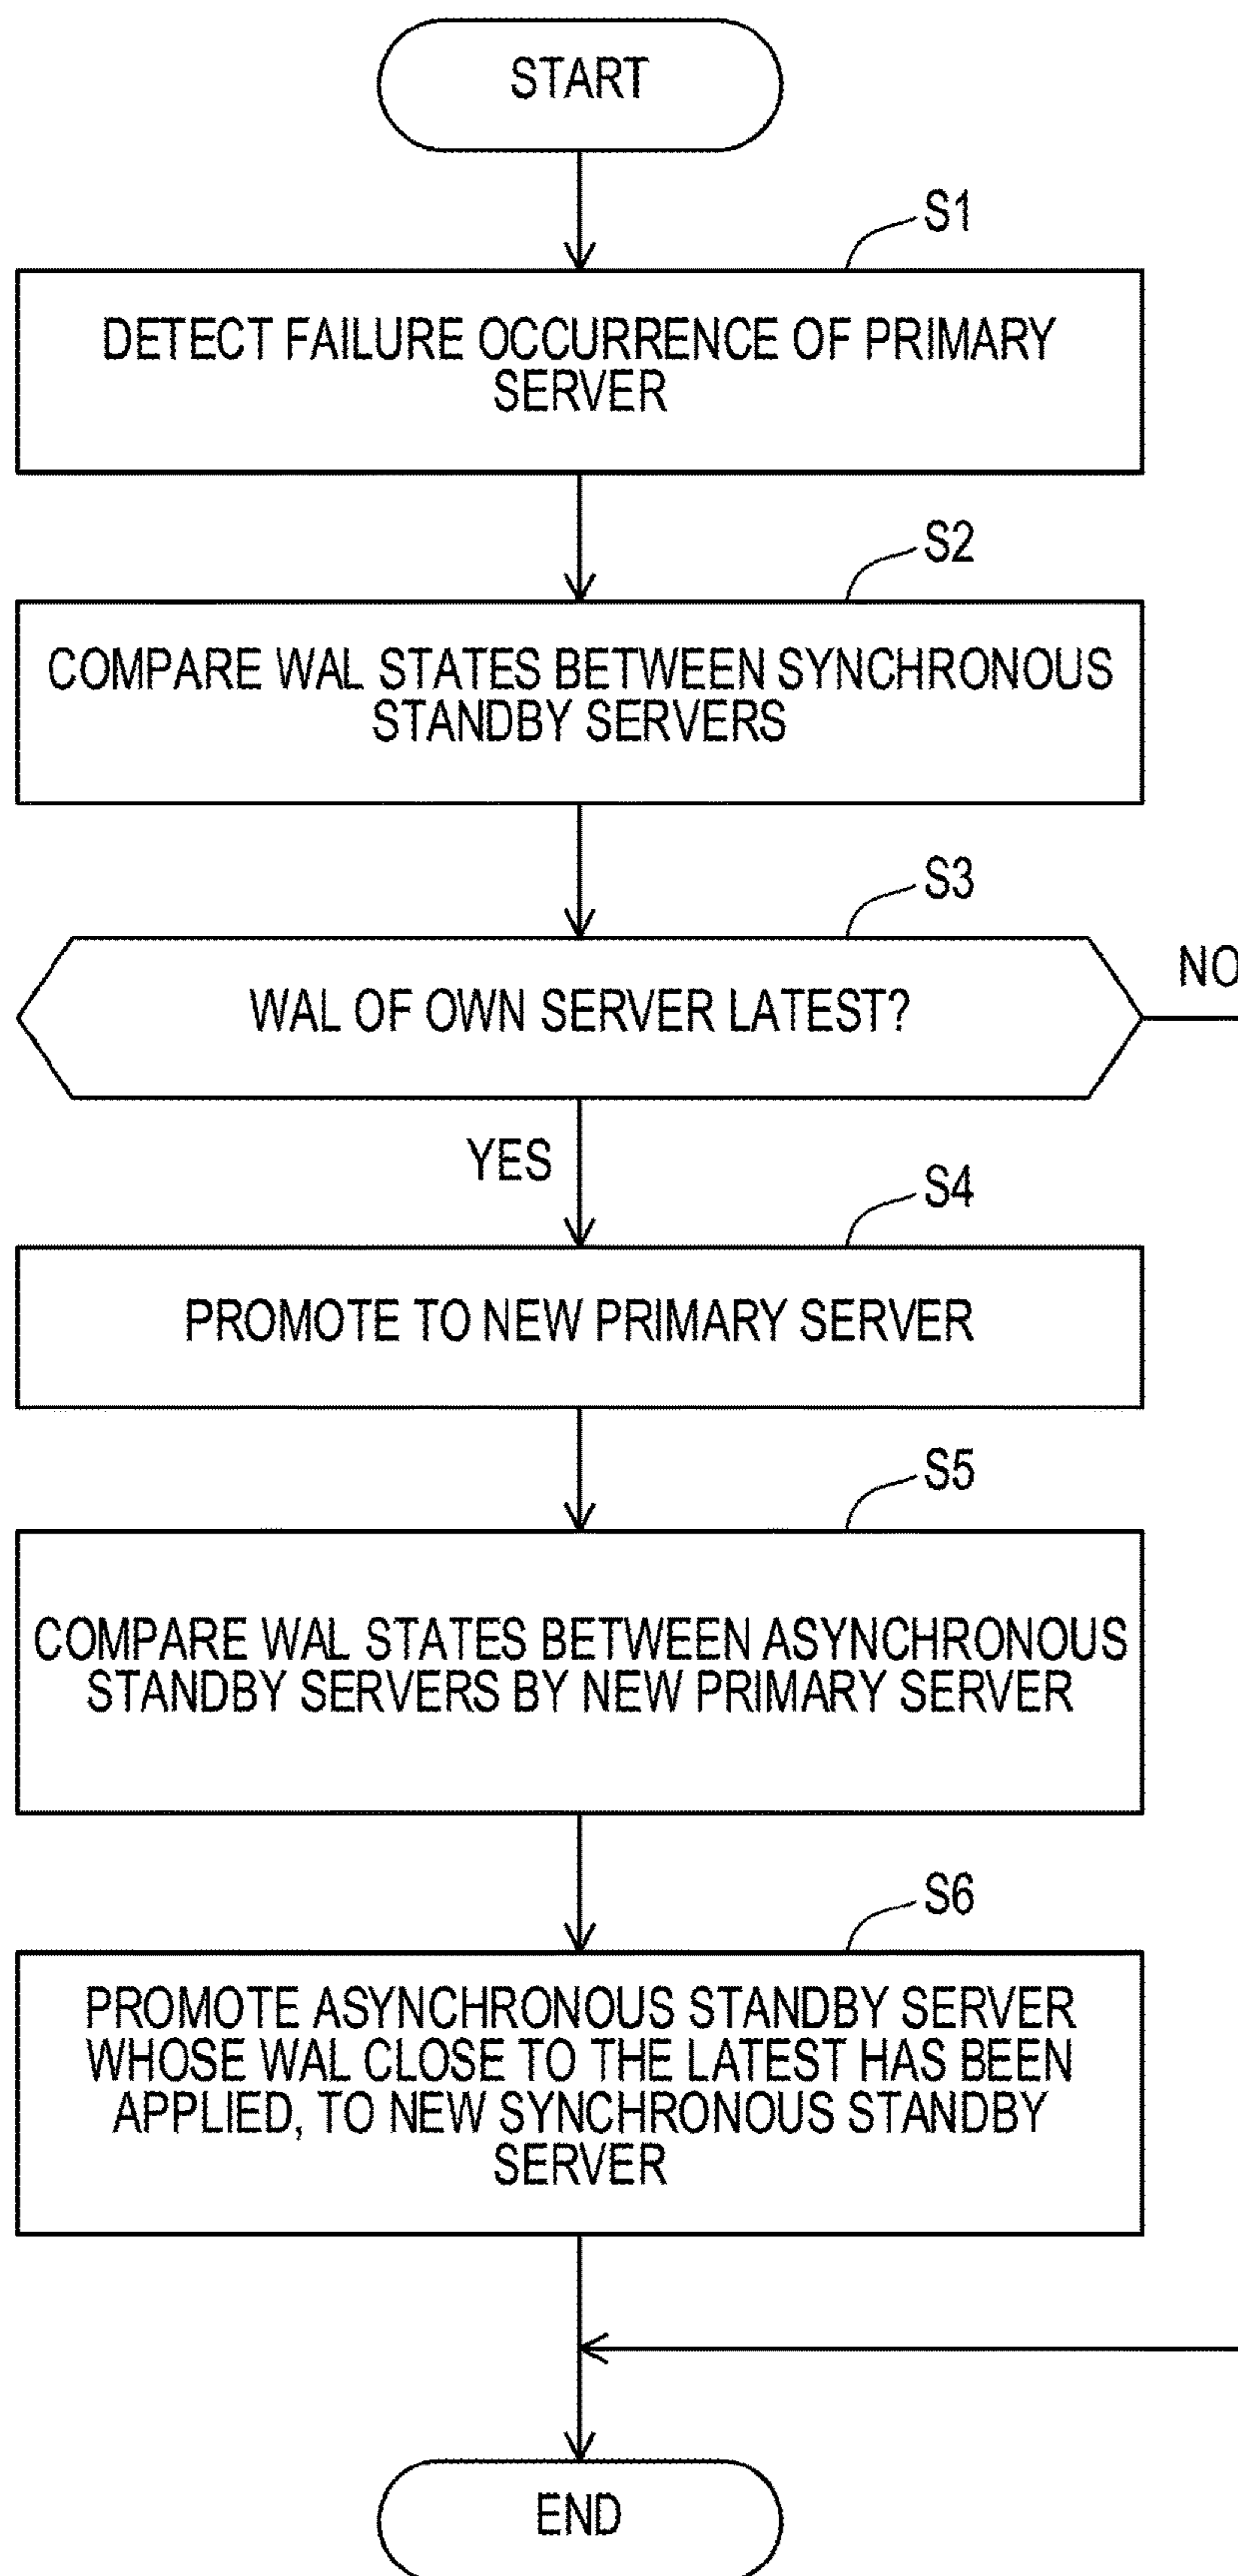 START
S1
DETECT FAILURE OCCURRENCE OF PRIMARY
SERVER
S2
COMPARE WAL STATES BETWEEN SYNCHRONOUS
STANDBY SERVERS
S3
WAL OF OWN SERVER LATEST?
NO
YES
S4
PROMOTE TO NEW PRIMARY SERVER
S5
COMPARE WAL STATES BETWEEN ASYNCHRONOUS
STANDBY SERVERS BY NEW PRIMARY SERVER
S6
PROMOTE ASYNCHRONOUS STANDBY SERVER
WHOSE WAL CLOSE TO THE LATEST HAS BEEN
APPLIED, TO NEW SYNCHRONOUS STANDBY
SERVER
END